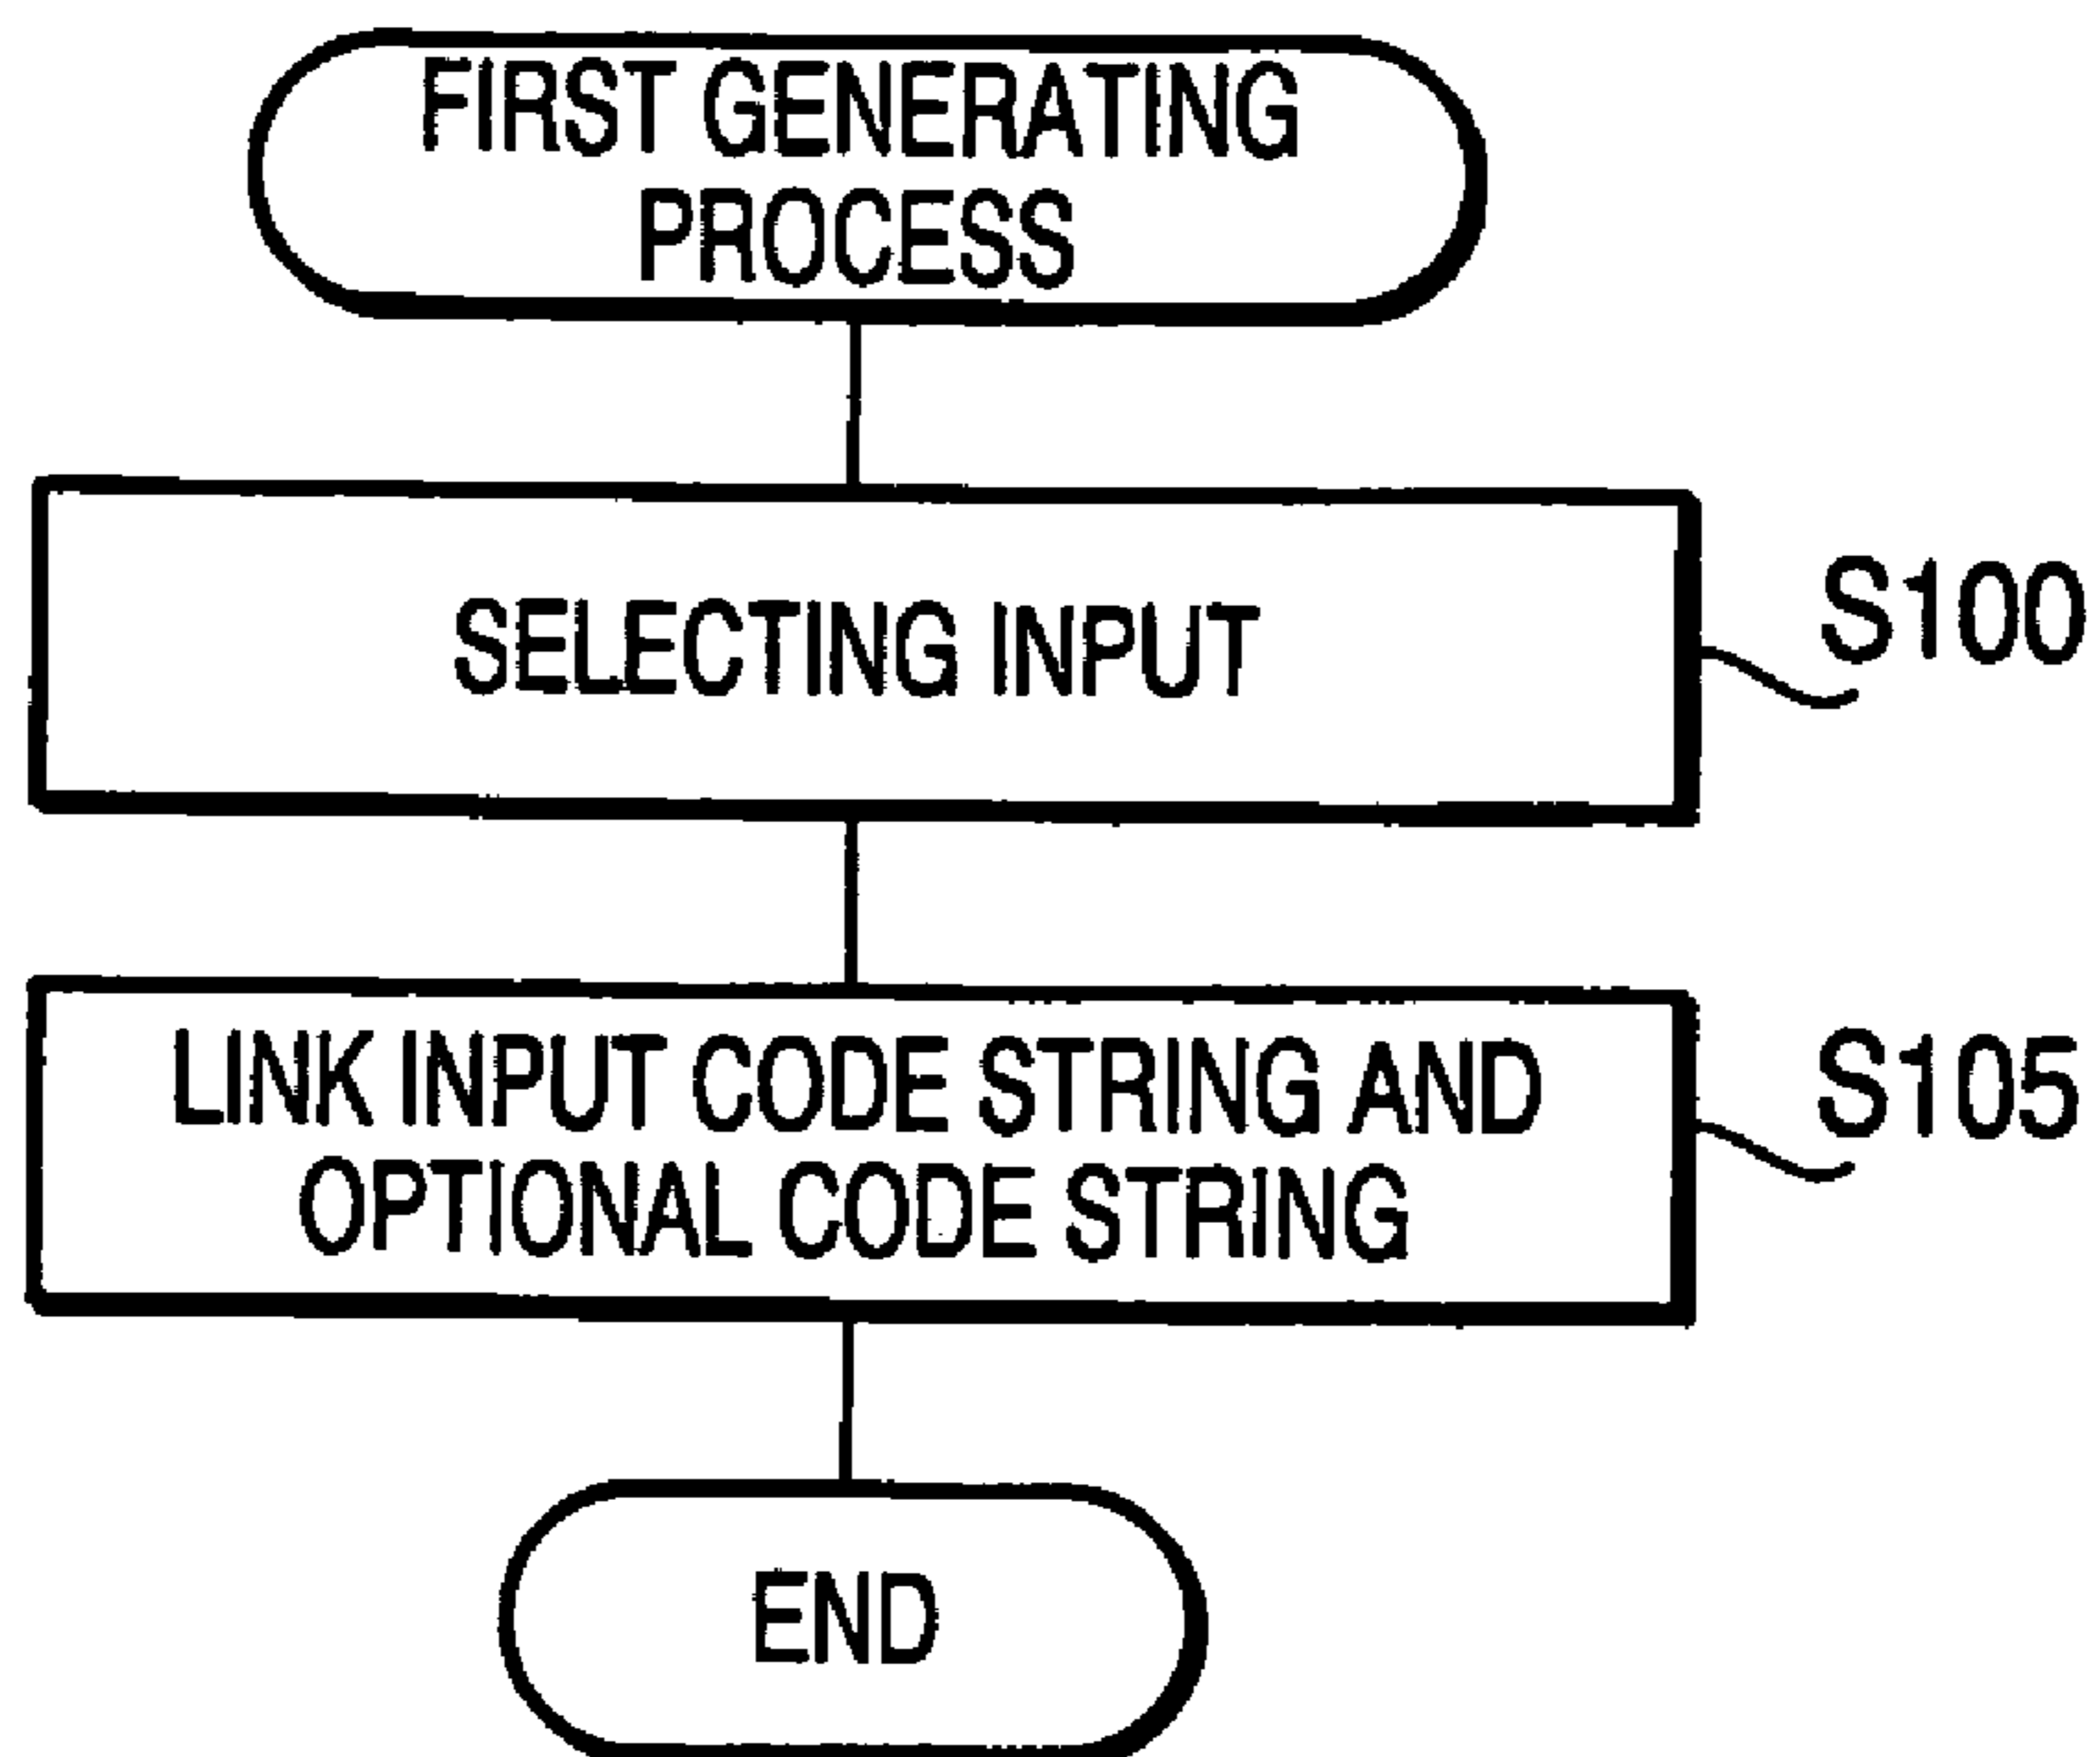 FIRST GENERATING
PROCESS
SELECTING INPUT
S100
LINK INPUT CODE STRING AND
OPTIONAL CODE STRING
S105
END